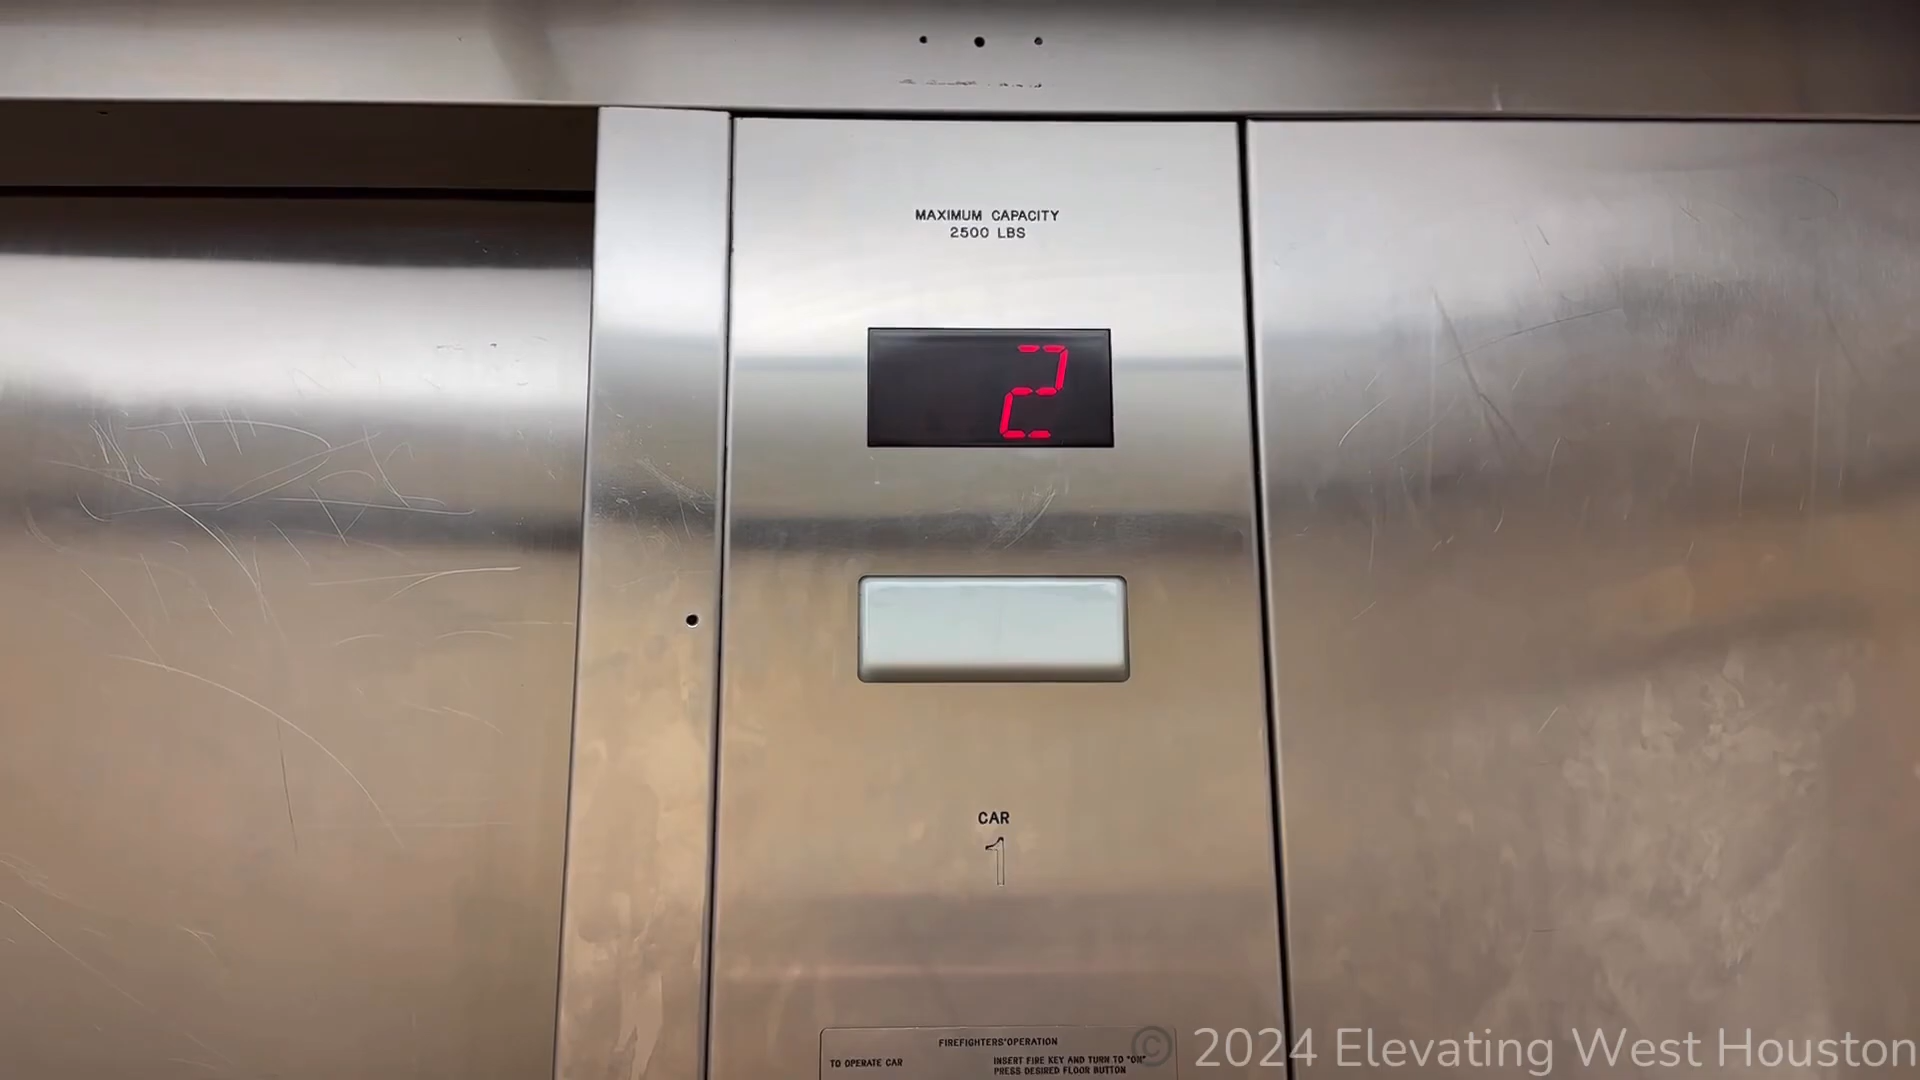 MAXIMUM CAPACITY
2500 LBS
2
CAR
1
FIREFIGHTERS' OPERATION
TO OPERATE CAR
INSERT FIRE KEY AND TURN TO "ON"
PRESS DESIRED FLOOR BUTTON
© 2024 Elevating West Houston